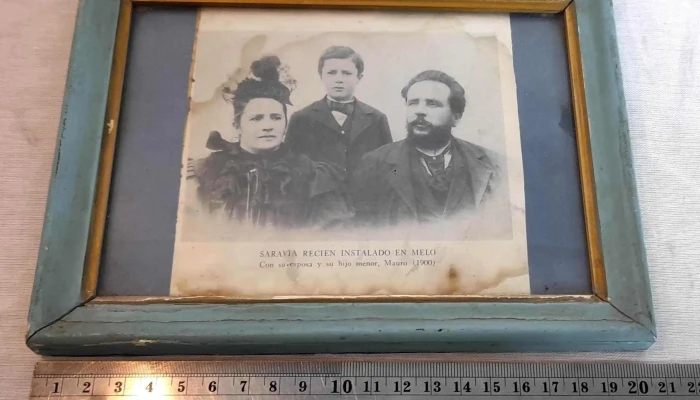 SARAVIA RECIEN INSTALADO EN MELO
Con su esposa y su hijo menor, Mauro (1900)
1 2 3 4 5 6 7 8 9 10 11 12 13 14 15 16 17 18 19 20 21